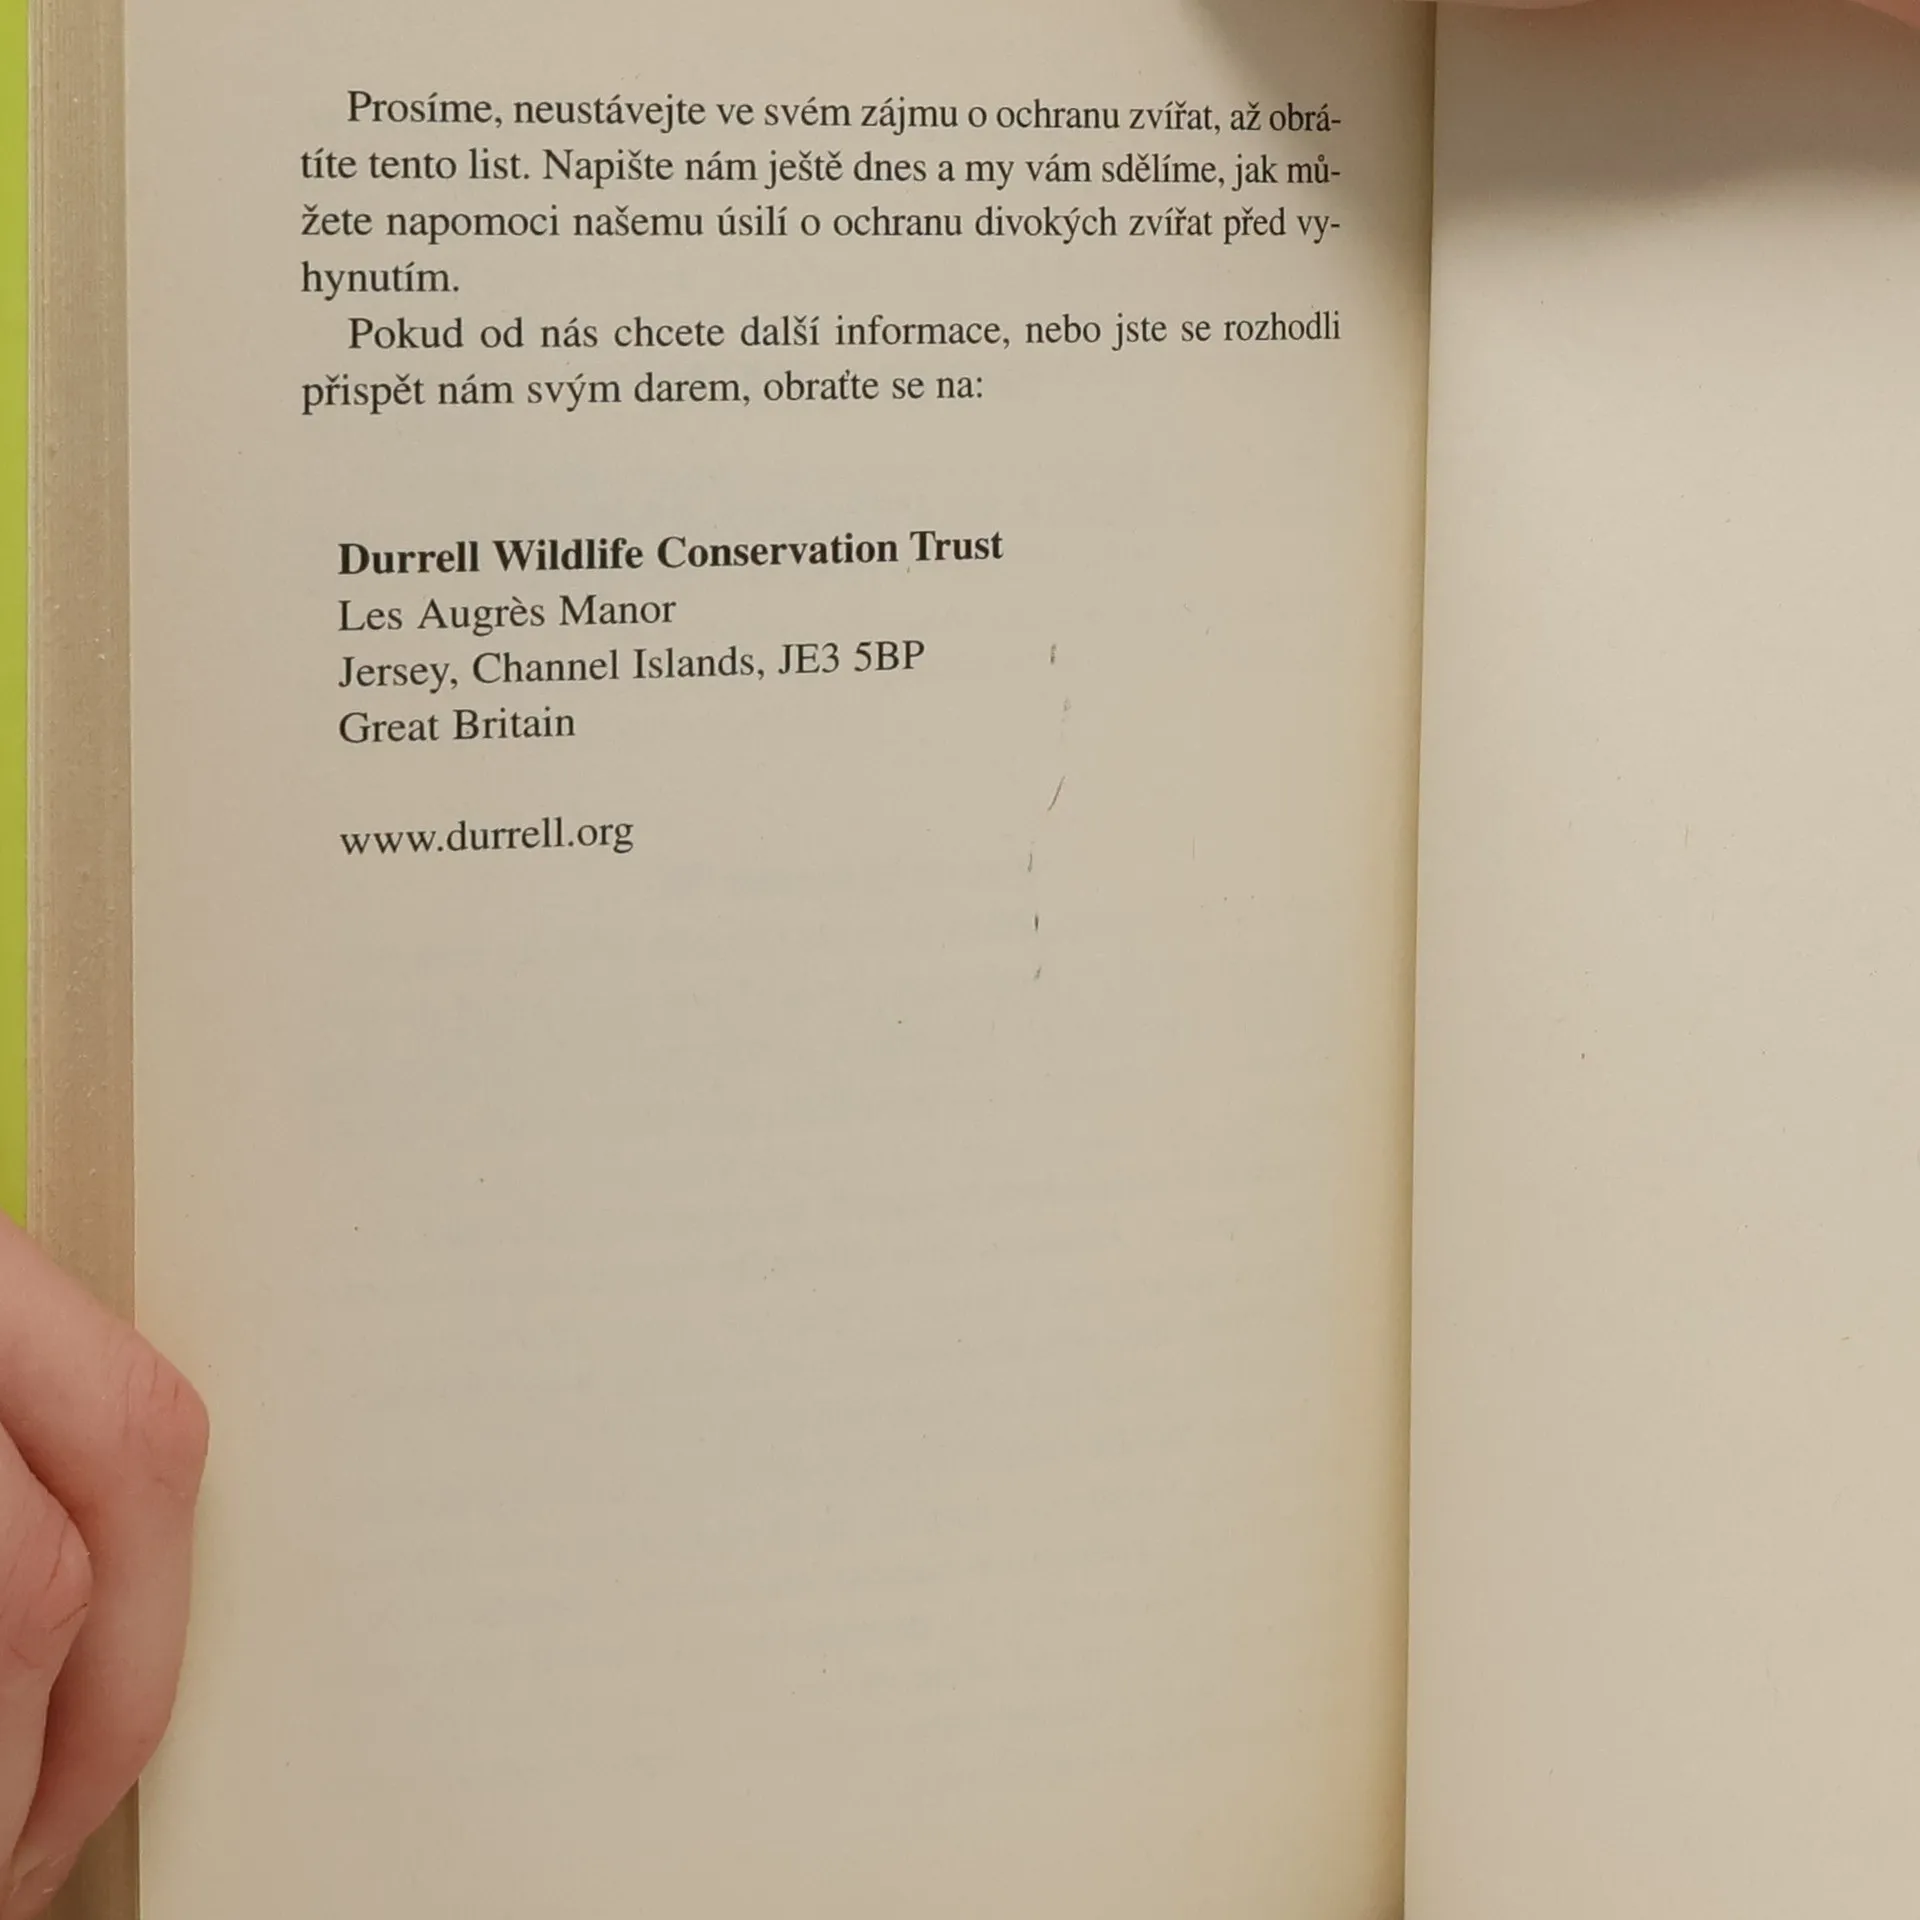 Prosíme, neustávejte ve svém zájmu o ochranu zvířat, až obrá-
títe tento list. Napište nám ještě dnes a my vám sdělíme, jak mů-
žete napomoci našemu úsilí o ochranu divokých zvířat před vy-
hynutím.
Pokud od nás chcete další informace, nebo jste se rozhodli
přispět nám svým darem, obraťte se na:
Durrell Wildlife Conservation Trust
Les Augrès Manor
Jersey, Channel Islands, JE3 5BP
Great Britain
www.durrell.org